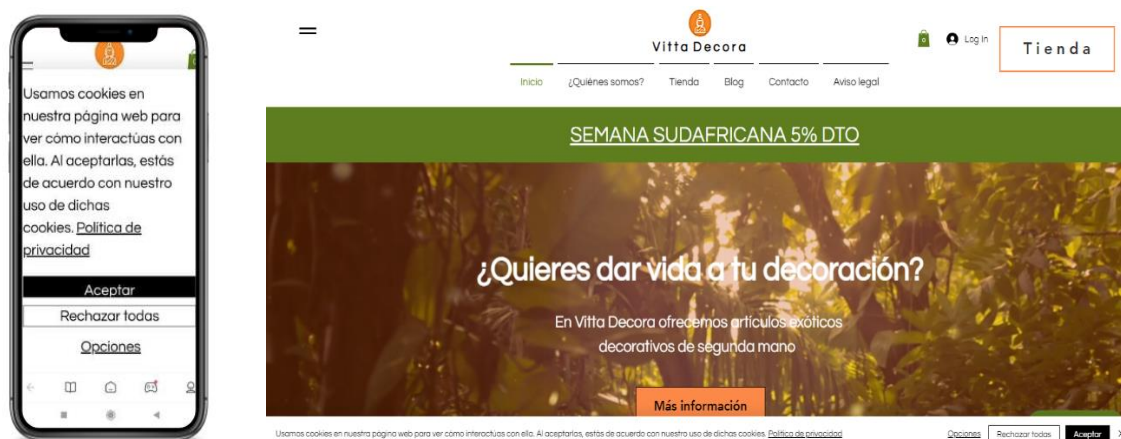 Usamos cookies en
nuestra página web para
ver cómo interactúas con
ella. Al aceptarlas, estás
de acuerdo con nuestro
uso de dichas
cookies. Política de
privacidad
Aceptar
Rechazar todas
Opciones
Vitta Decora
0
Log In
Tienda
Inicio
¿Quiénes somos?
Tienda
Blog
Contacto
Aviso legal
SEMANA SUDAFRICANA 5% DTO
¿Quieres dar vida a tu decoración?
En Vitta Decora ofrecemos artículos exóticos
decorativos de segunda mano
Más información
Usamos cookies en nuestra página web para ver cómo interactúas con ella. Al aceptarlas, estás de acuerdo con nuestro uso de dichas cookies. Política de privacidad
Opciones
Rechazar todas
Aceptar
X